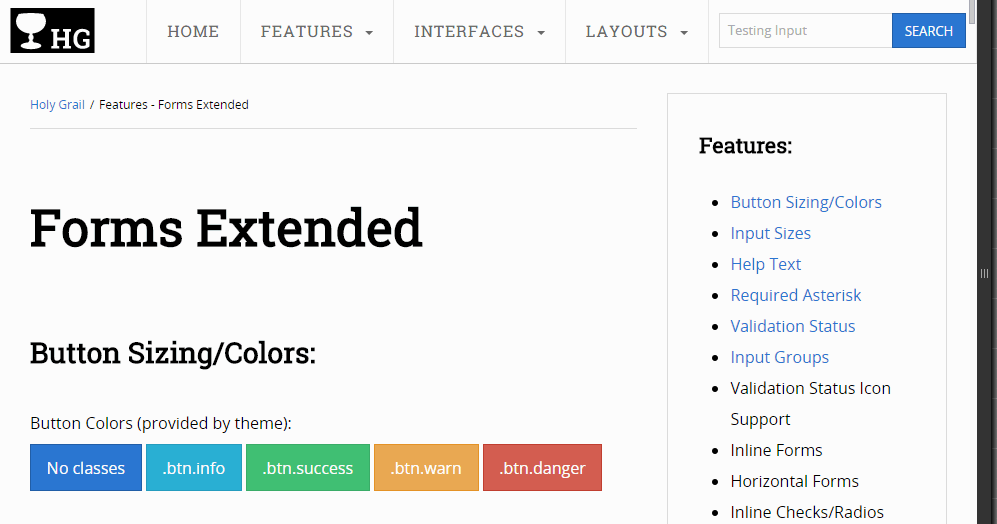 HG
HOME
FEATURES
INTERFACES
LAYOUTS
Testing Input
SEARCH
Holy Grail / Features - Forms Extended
Forms Extended
Button Sizing/Colors:
Button Colors (provided by theme):
No classes
.btn.info
.btn.success
.btn.warn
.btn.danger
Features:
Button Sizing/Colors
Input Sizes
Help Text
Required Asterisk
Validation Status
Input Groups
Validation Status Icon
Support
Inline Forms
Horizontal Forms
Inline Checks/Radios